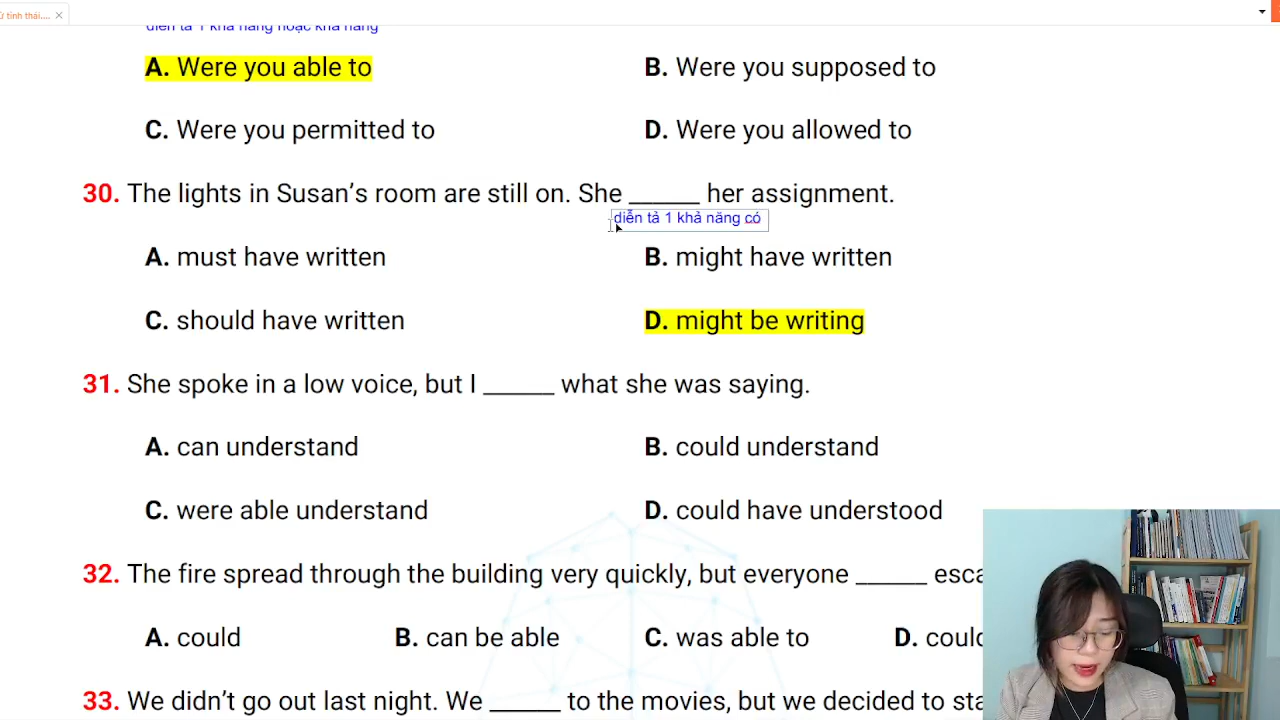 ừ tình thái....
diễn tả 1 khả năng hoặc khả năng
A. Were you able to
B. Were you supposed to
C. Were you permitted to
D. Were you allowed to
30. The lights in Susan's room are still on. She ______ her assignment.
diễn tả 1 khả năng có
A. must have written
B. might have written
C. should have written
D. might be writing
31. She spoke in a low voice, but I ______ what she was saying.
A. can understand
B. could understand
C. were able understand
D. could have understood
32. The fire spread through the building very quickly, but everyone ______ esca
A. could
B. can be able
C. was able to
D. could
33. We didn't go out last night. We ______ to the movies, but we decided to sta